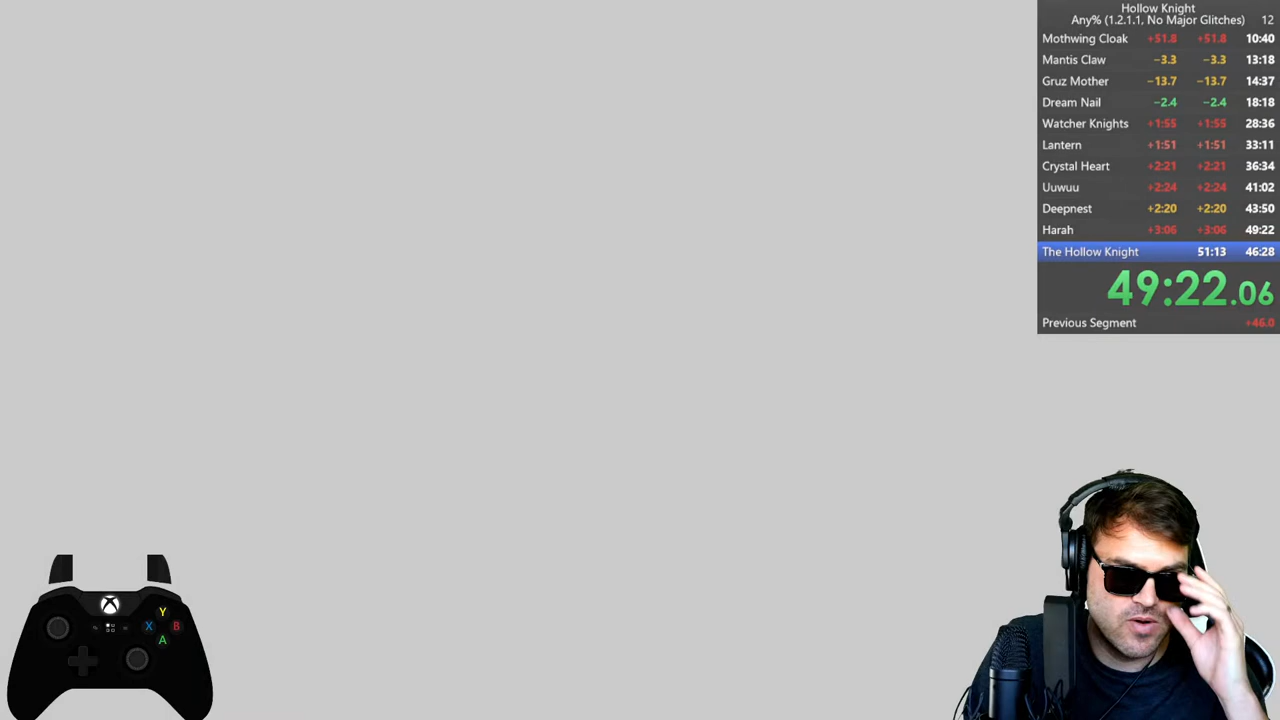 Hollow Knight
Any% (1.2.1.1, No Major Glitches) 12
Mothwing Cloak +51.8 +51.8 10:40
Mantis Claw −3.3 −3.3 13:18
Gruz Mother −13.7 −13.7 14:37
Dream Nail −2.4 −2.4 18:18
Watcher Knights +1:55 +1:55 28:36
Lantern +1:51 +1:51 33:11
Crystal Heart +2:21 +2:21 36:34
Uuwuu +2:24 +2:24 41:02
Deepnest +2:20 +2:20 43:50
Harah +3:06 +3:06 49:22
The Hollow Knight 51:13 46:28
49:22.06
Previous Segment +46.0
Y
X B
A